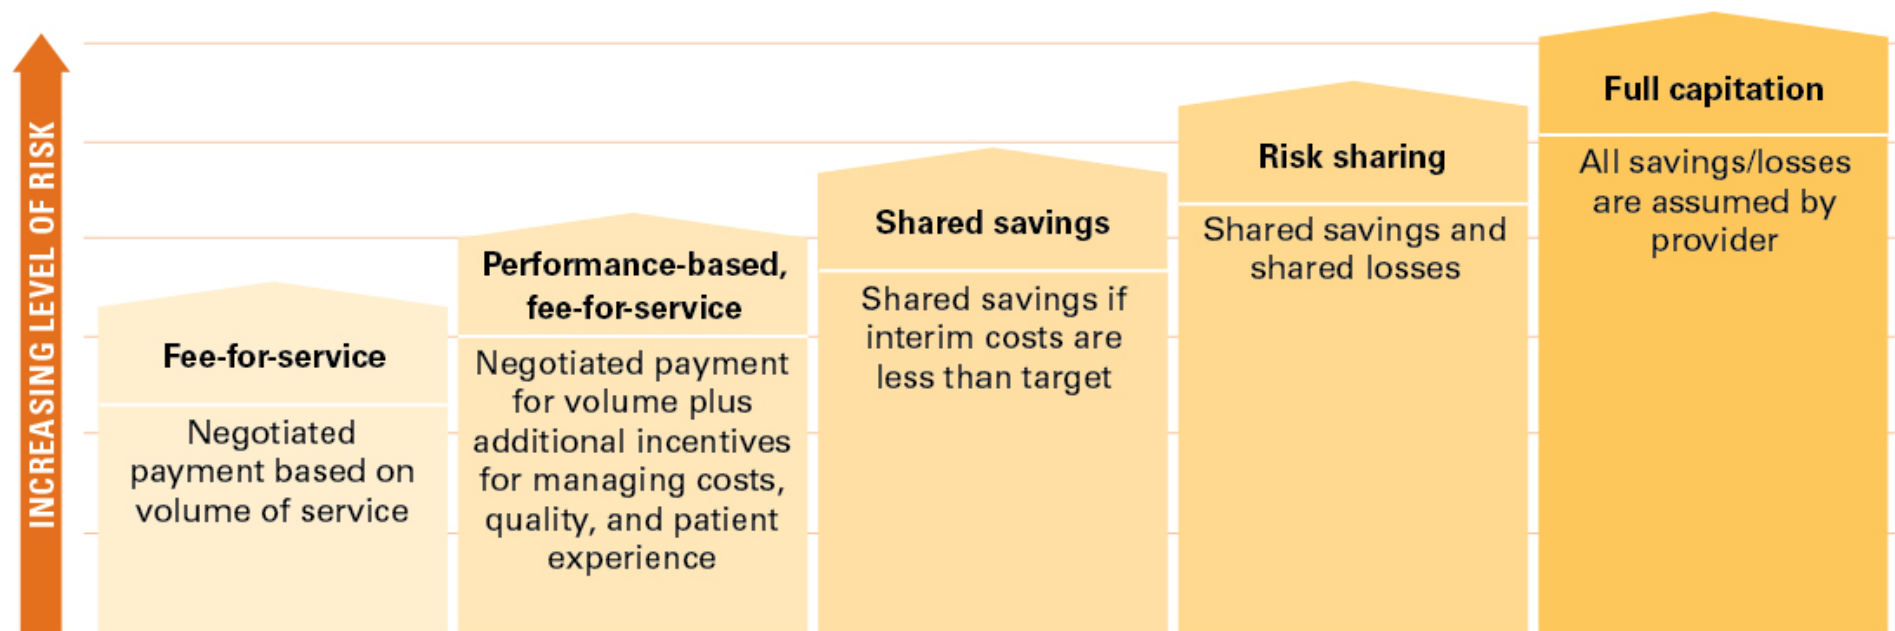 INCREASING LEVEL OF RISK
Fee-for-service
Negotiated
payment based on
volume of service
Performance-based,
fee-for-service
Negotiated payment
for volume plus
additional incentives
for managing costs,
quality, and patient
experience
Shared savings
Shared savings if
interim costs are
less than target
Risk sharing
Shared savings and
shared losses
Full capitation
All savings/losses
are assumed by
provider